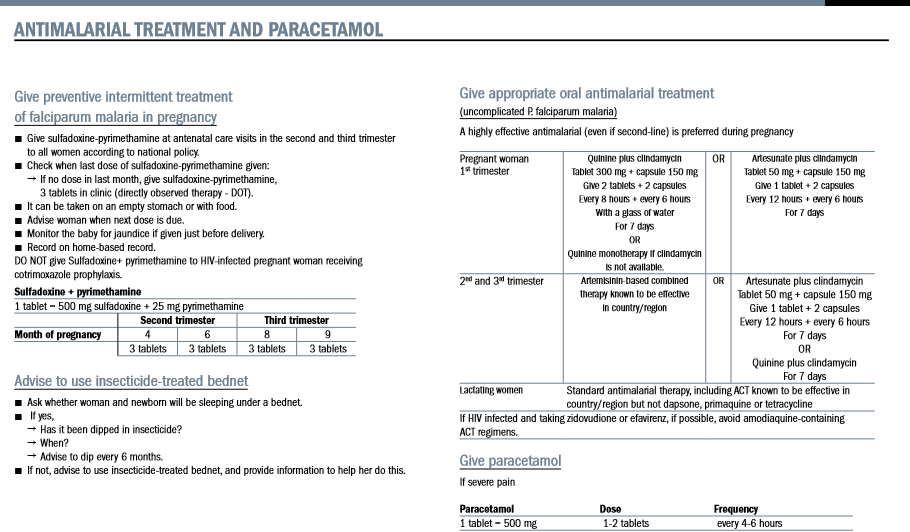 ANTIMALARIAL TREATMENT AND PARACETAMOL
Give preventive intermittent treatment
of falciparum malaria in pregnancy
■ Give sulfadoxine-pyrimethamine at antenatal care visits in the second and third trimester
to all women according to national policy.
■ Check when last dose of sulfadoxine-pyrimethamine given:
→ If no dose in last month, give sulfadoxine-pyrimethamine,
3 tablets in clinic (directly observed therapy - DOT).
■ It can be taken on an empty stomach or with food.
■ Advise woman when next dose is due.
■ Monitor the baby for jaundice if given just before delivery.
■ Record on home-based record.
DO NOT give Sulfadoxine+ pyrimethamine to HIV-infected pregnant woman receiving
cotrimoxazole prophylaxis.
Sulfadoxine + pyrimethamine
1 tablet = 500 mg sulfadoxine + 25 mg pyrimethamine
Second trimester Third trimester
Month of pregnancy 4 6 8 9
3 tablets 3 tablets 3 tablets 3 tablets
Advise to use insecticide-treated bednet
■ Ask whether woman and newborn will be sleeping under a bednet.
■ If yes,
→ Has it been dipped in insecticide?
→ When?
→ Advise to dip every 6 months.
■ If not, advise to use insecticide-treated bednet, and provide information to help her do this.
Give appropriate oral antimalarial treatment
(uncomplicated P. falciparum malaria)
A highly effective antimalarial (even if second-line) is preferred during pregnancy
Pregnant woman
1st trimester
Quinine plus clindamycin
Tablet 300 mg + capsule 150 mg
Give 2 tablets + 2 capsules
Every 8 hours + every 6 hours
With a glass of water
For 7 days
OR
Quinine monotherapy if clindamycin
is not available.
OR
Artesunate plus clindamycin
Tablet 50 mg + capsule 150 mg
Give 1 tablet + 2 capsules
Every 12 hours + every 6 hours
For 7 days
2nd and 3rd trimester
Artemisinin-based combined
therapy known to be effective
in country/region
OR
Artesunate plus clindamycin
Tablet 50 mg + capsule 150 mg
Give 1 tablet + 2 capsules
Every 12 hours + every 6 hours
For 7 days
OR
Quinine plus clindamycin
For 7 days
Lactating women Standard antimalarial therapy, including ACT known to be effective in
country/region but not dapsone, primaquine or tetracycline
If HIV infected and taking zidovudine or efavirenz, if possible, avoid amodiaquine-containing
ACT regimens.
Give paracetamol
If severe pain
Paracetamol Dose Frequency
1 tablet = 500 mg 1-2 tablets every 4-6 hours